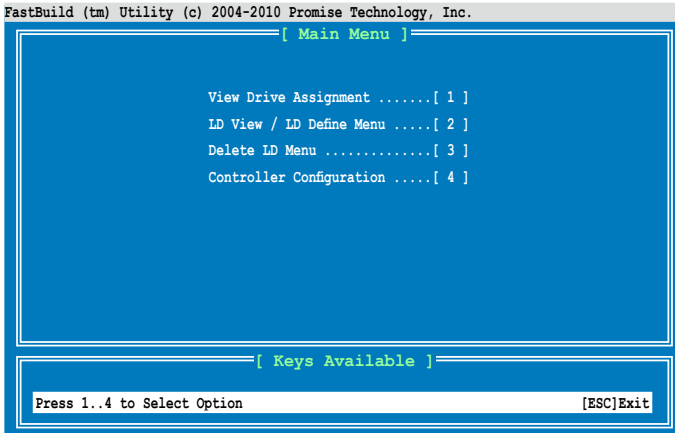 FastBuild (tm) Utility (c) 2004-2010 Promise Technology, Inc.
[ Main Menu ]
View Drive Assignment .......[ 1 ]
LD View / LD Define Menu .....[ 2 ]
Delete LD Menu ..............[ 3 ]
Controller Configuration .....[ 4 ]
[ Keys Available ]
Press 1..4 to Select Option [ESC]Exit